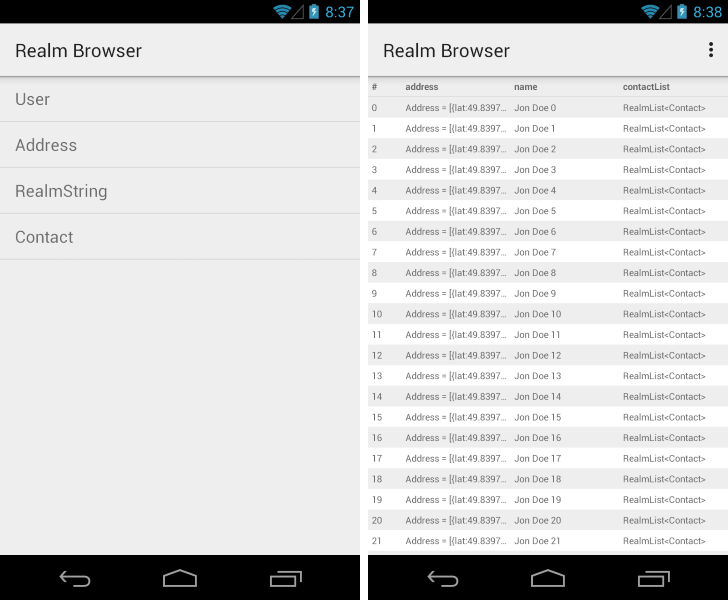 8:37
Realm Browser
User
Address
RealmString
Contact
8:38
Realm Browser
# address name contactList
0 Address = [{lat:49.8397... Jon Doe 0 RealmList<Contact>
1 Address = [{lat:49.8397... Jon Doe 1 RealmList<Contact>
2 Address = [{lat:49.8397... Jon Doe 2 RealmList<Contact>
3 Address = [{lat:49.8397... Jon Doe 3 RealmList<Contact>
4 Address = [{lat:49.8397... Jon Doe 4 RealmList<Contact>
5 Address = [{lat:49.8397... Jon Doe 5 RealmList<Contact>
6 Address = [{lat:49.8397... Jon Doe 6 RealmList<Contact>
7 Address = [{lat:49.8397... Jon Doe 7 RealmList<Contact>
8 Address = [{lat:49.8397... Jon Doe 8 RealmList<Contact>
9 Address = [{lat:49.8397... Jon Doe 9 RealmList<Contact>
10 Address = [{lat:49.8397... Jon Doe 10 RealmList<Contact>
11 Address = [{lat:49.8397... Jon Doe 11 RealmList<Contact>
12 Address = [{lat:49.8397... Jon Doe 12 RealmList<Contact>
13 Address = [{lat:49.8397... Jon Doe 13 RealmList<Contact>
14 Address = [{lat:49.8397... Jon Doe 14 RealmList<Contact>
15 Address = [{lat:49.8397... Jon Doe 15 RealmList<Contact>
16 Address = [{lat:49.8397... Jon Doe 16 RealmList<Contact>
17 Address = [{lat:49.8397... Jon Doe 17 RealmList<Contact>
18 Address = [{lat:49.8397... Jon Doe 18 RealmList<Contact>
19 Address = [{lat:49.8397... Jon Doe 19 RealmList<Contact>
20 Address = [{lat:49.8397... Jon Doe 20 RealmList<Contact>
21 Address = [{lat:49.8397... Jon Doe 21 RealmList<Contact>